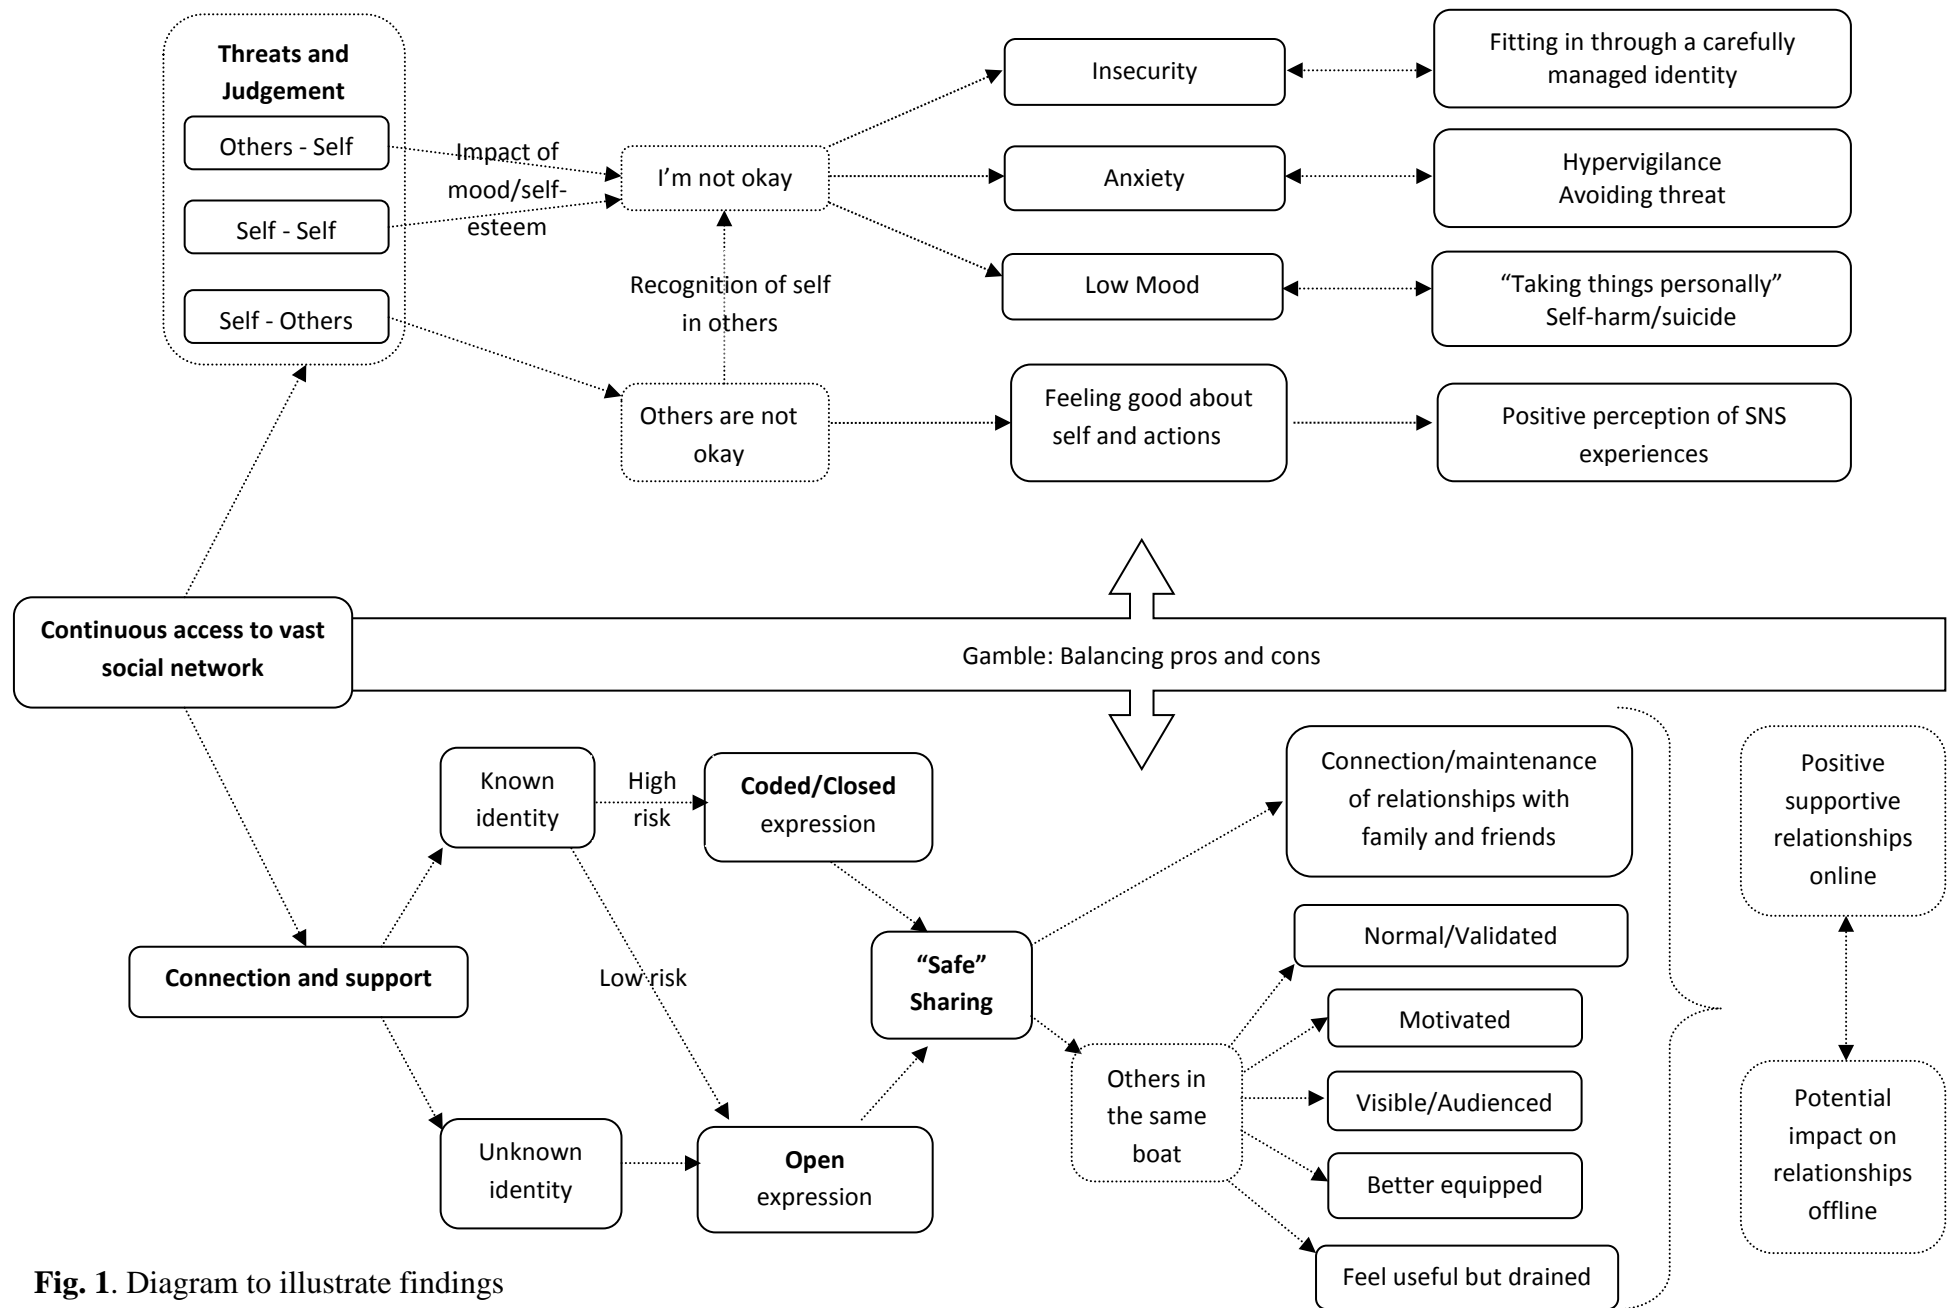 Threats and
Judgement
Others - Self
Self - Self
Self - Others
Impact of
mood/self-
esteem
I’m not okay
Recognition of self
in others
Others are not
okay
Insecurity
Anxiety
Low Mood
Feeling good about
self and actions
Fitting in through a carefully
managed identity
Hypervigilance
Avoiding threat
“Taking things personally”
Self-harm/suicide
Positive perception of SNS
experiences
Continuous access to vast
social network
Gamble: Balancing pros and cons
Connection and support
Known
identity
High
risk
Low risk
Unknown
identity
Coded/Closed
expression
Open
expression
“Safe”
Sharing
Connection/maintenance
of relationships with
family and friends
Others in
the same
boat
Normal/Validated
Motivated
Visible/Audienced
Better equipped
Feel useful but drained
Positive
supportive
relationships
online
Potential
impact on
relationships
offline
Fig. 1. Diagram to illustrate findings